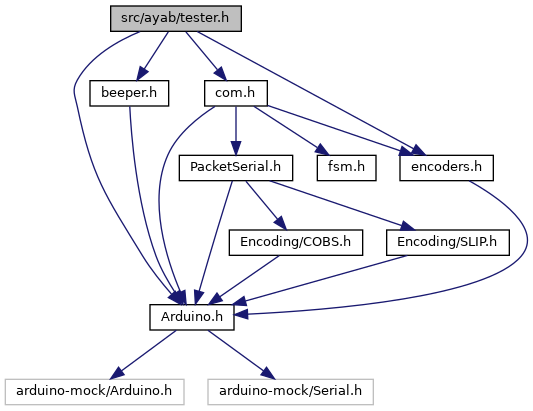 src/ayab/tester.h
beeper.h
com.h
PacketSerial.h
fsm.h
encoders.h
Encoding/COBS.h
Encoding/SLIP.h
Arduino.h
arduino-mock/Arduino.h
arduino-mock/Serial.h